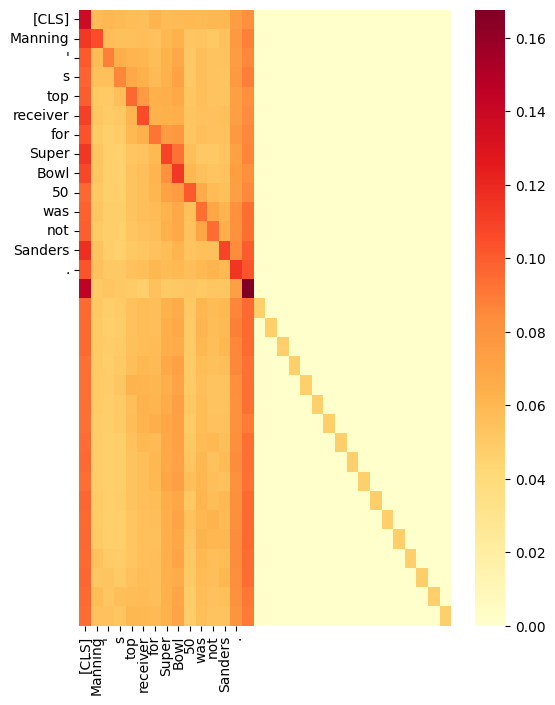 [CLS]
Manning
'
s
top
receiver
for
Super
Bowl
50
was
not
Sanders
.
0.16
0.14
0.12
0.10
0.08
0.06
0.04
0.02
0.00
[CLS]
Manning
'
s
top
receiver
for
Super
Bowl
50
was
not
Sanders
.